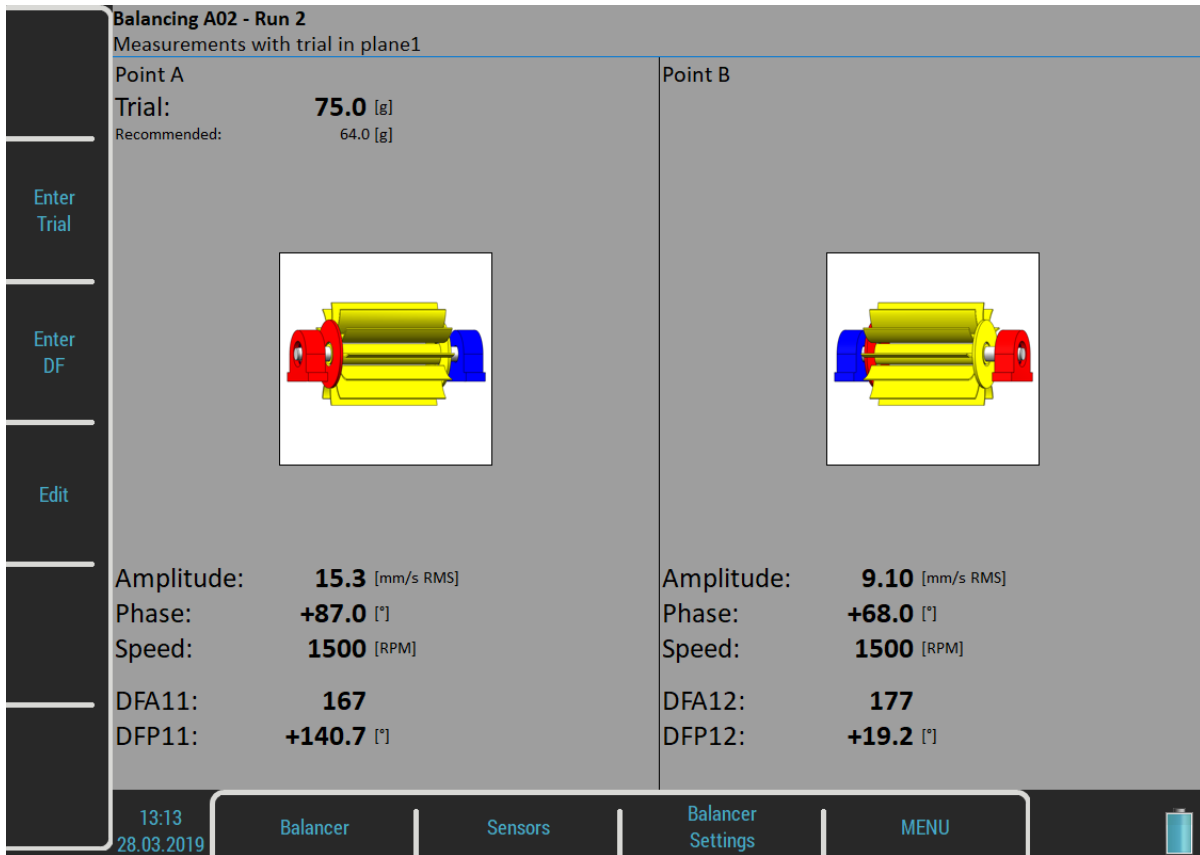 Balancing A02 - Run 2
Measurements with trial in plane1
Enter
Trial
Enter
DF
Edit
Point A
Trial: 75.0 [g]
Recommended: 64.0 [g]
Amplitude: 15.3 [mm/s RMS]
Phase: +87.0 [°]
Speed: 1500 [RPM]
DFA11: 167
DFP11: +140.7 [°]
Point B
Amplitude: 9.10 [mm/s RMS]
Phase: +68.0 [°]
Speed: 1500 [RPM]
DFA12: 177
DFP12: +19.2 [°]
13:13
28.03.2019
Balancer
Sensors
Balancer
Settings
MENU